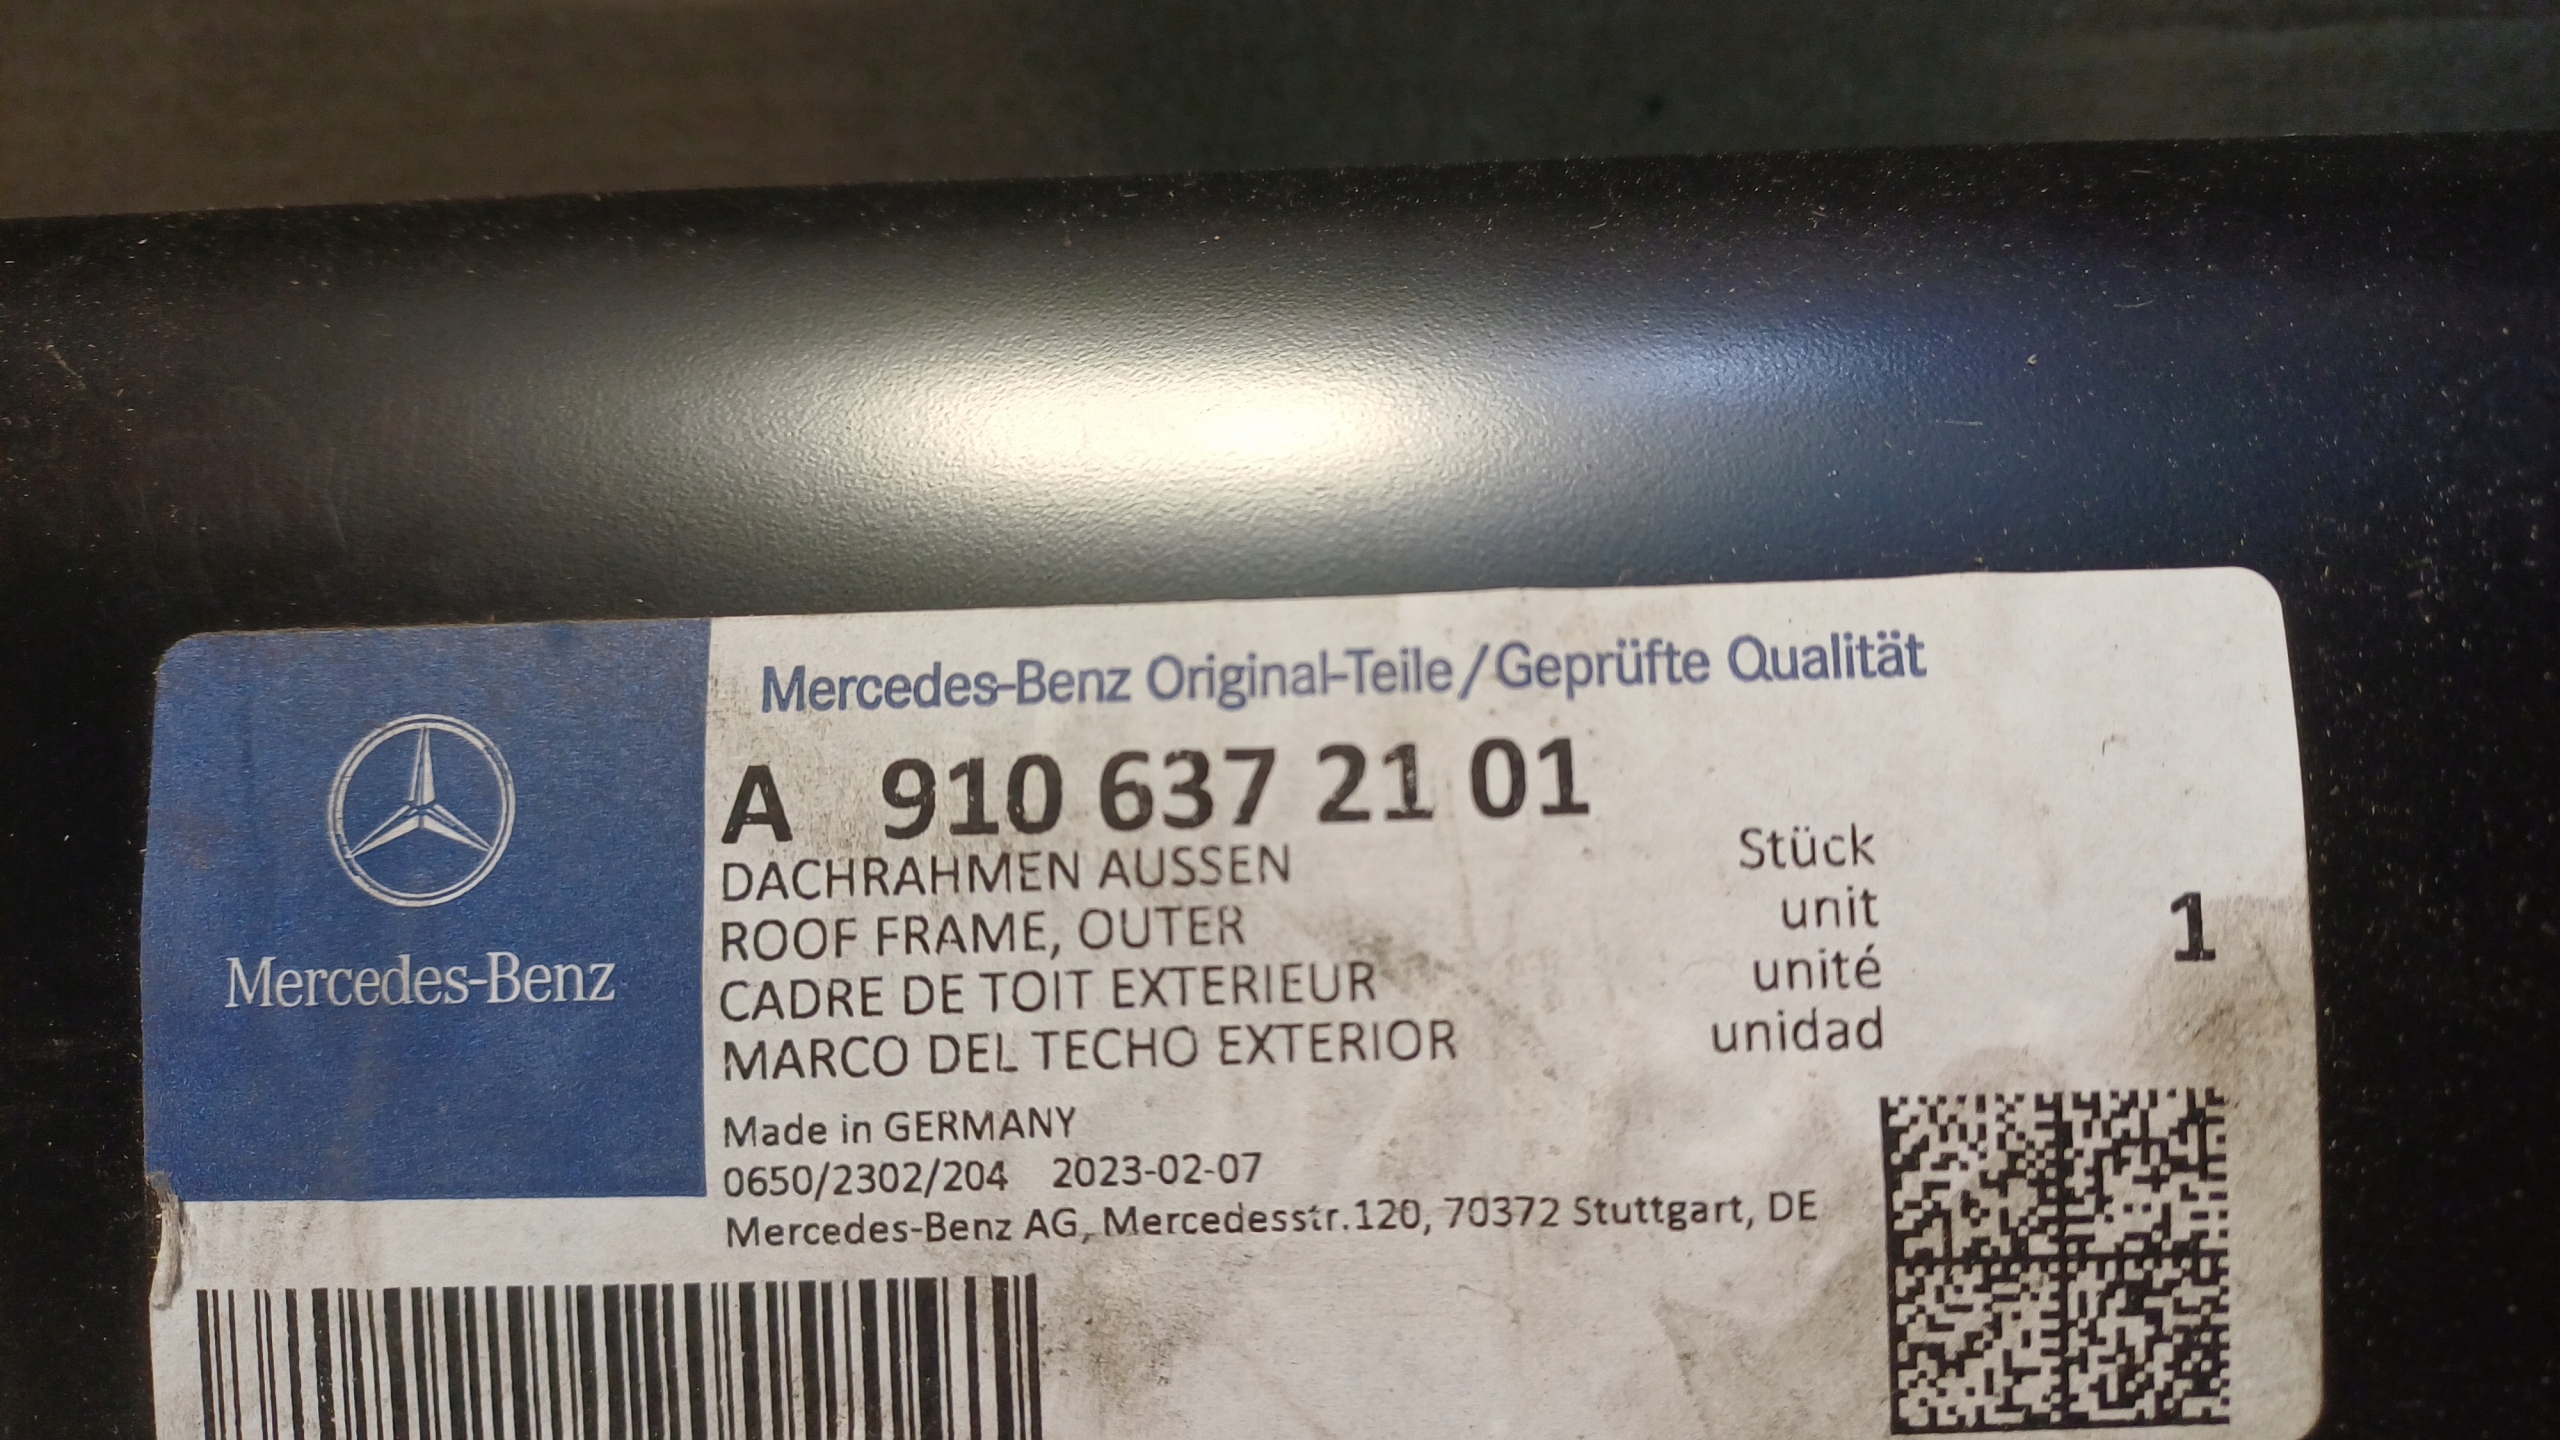 Mercedes-Benz Original-Teile/Geprüfte Qualität
A 910 637 21 01
DACHRAHMEN AUSSEN
ROOF FRAME, OUTER
CADRE DE TOIT EXTERIEUR
MARCO DEL TECHO EXTERIOR
Stück
unit
unité
unidad
1
Mercedes-Benz
Made in GERMANY
0650/2302/204 2023-02-07
Mercedes-Benz AG, Mercedesstr.120, 70372 Stuttgart, DE